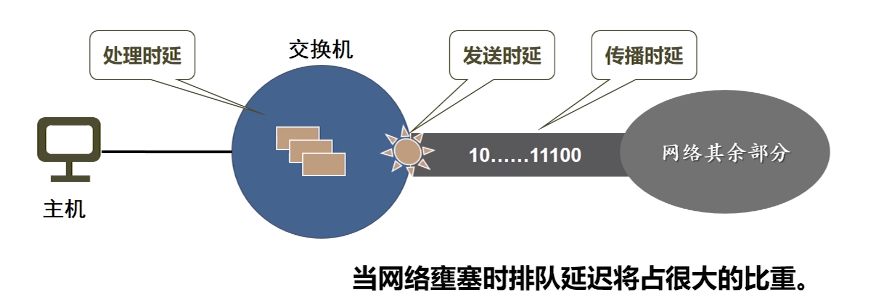 处理时延
交换机
发送时延
传播时延
10……11100
网络其余部分
主机
当网络壅塞时排队延迟将占很大的比重。